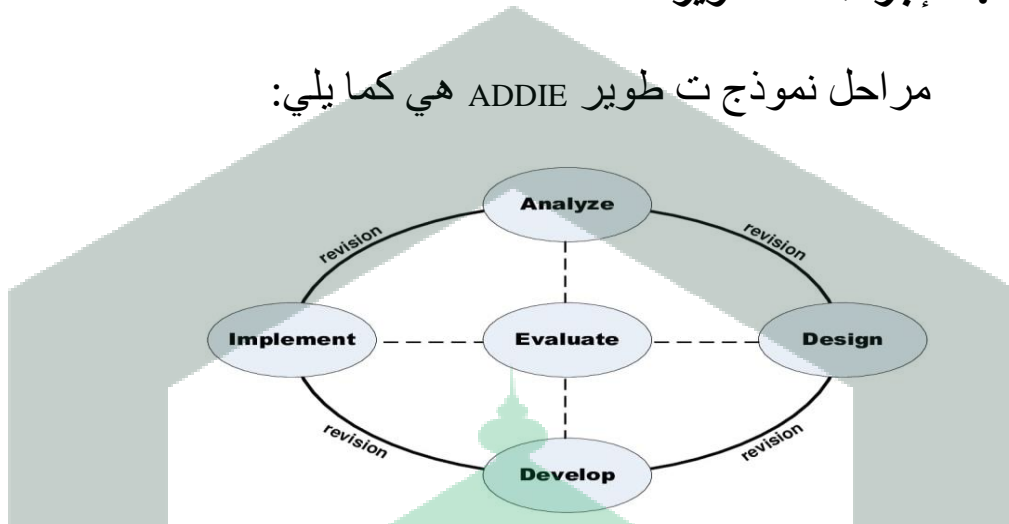 مراحل نموذج ت طوير ADDIE هي كما يلي:
Analyze
revision
revision
Implement
Evaluate
Design
revision
revision
Develop